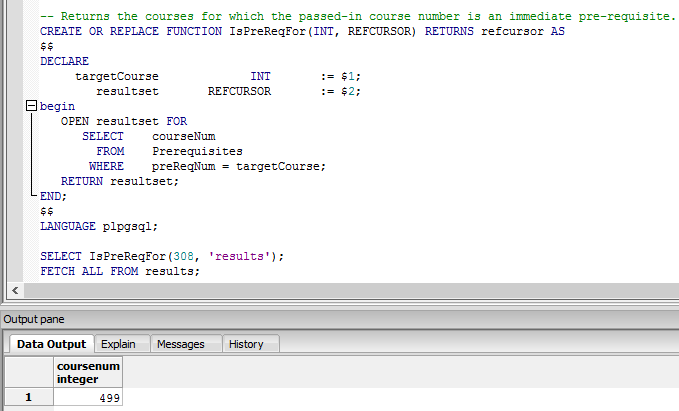 -- Returns the courses for which the passed-in course number is an immediate pre-requisite.
CREATE OR REPLACE FUNCTION IsPreReqFor(INT, REFCURSOR) RETURNS refcursor AS
$$
DECLARE
targetCourse INT := $1;
resultset REFCURSOR := $2;
begin
OPEN resultset FOR
SELECT courseNum
FROM Prerequisites
WHERE preReqNum = targetCourse;
RETURN resultset;
END;
$$
LANGUAGE plpgsql;
SELECT IsPreReqFor(308, 'results');
FETCH ALL FROM results;
Output pane
Data Output Explain Messages History
coursenum
integer
1 499